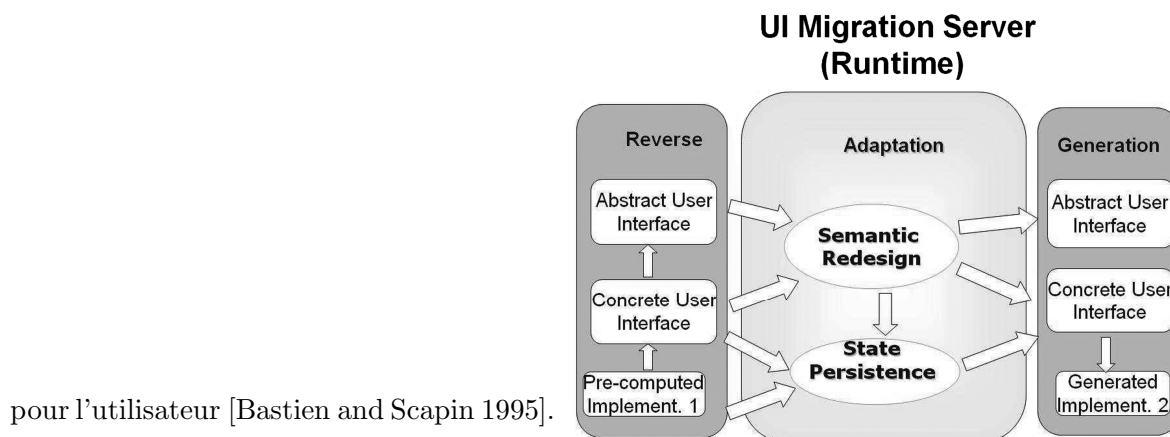 UI Migration Server
(Runtime)
Reverse
Abstract User
Interface
Concrete User
Interface
Pre-computed
Implement. 1
Adaptation
Semantic
Redesign
State
Persistence
Generation
Abstract User
Interface
Concrete User
Interface
Generated
Implement. 2
pour l'utilisateur [Bastien and Scapin 1995].